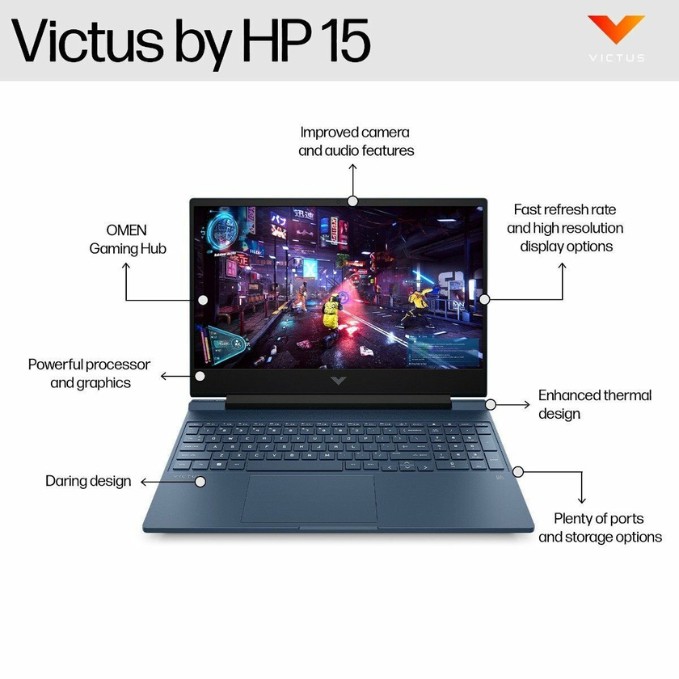 Victus by HP 15
VICTUS
Improved camera
and audio features
OMEN
Gaming Hub
Fast refresh rate
and high resolution
display options
Powerful processor
and graphics
Enhanced thermal
design
Daring design
Plenty of ports
and storage options